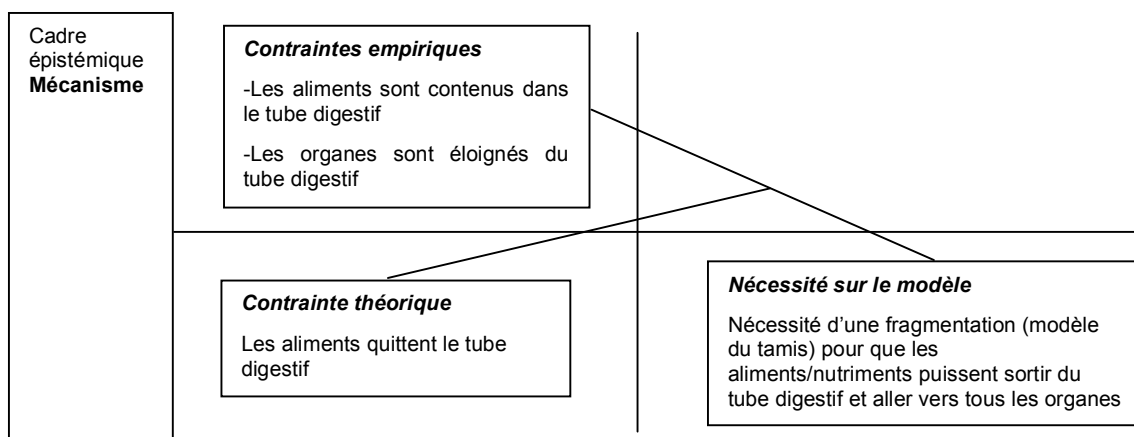 Cadre
épistémique
Mécanisme
Contraintes empiriques
-Les aliments sont contenus dans
le tube digestif
-Les organes sont éloignés du
tube digestif
Contrainte théorique
Les aliments quittent le tube
digestif
Nécessité sur le modèle
Nécessité d'une fragmentation (modèle
du tamis) pour que les
aliments/nutriments puissent sortir du
tube digestif et aller vers tous les organes